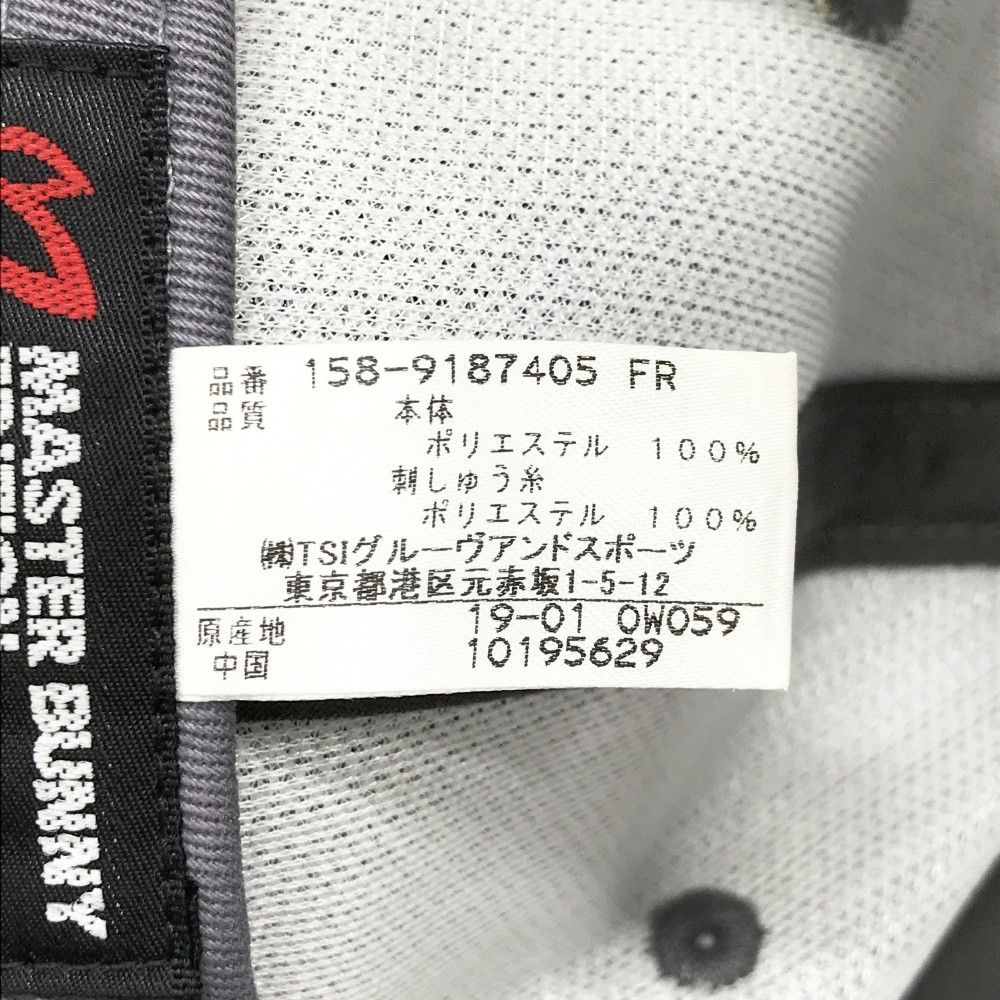 MASTER BUNNY
EDITION
品番 158-9187405 FR
品質 本体
ポリエステル 100%
刺しゅう糸
ポリエステル 100%
㈱TSIグルーヴアンドスポーツ
東京都港区元赤坂1-5-12
原産地 19-01 0W059
中国 10195629